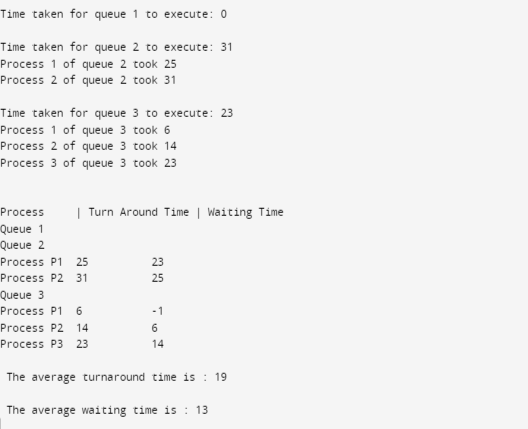 Time taken for queue 1 to execute: 0
Time taken for queue 2 to execute: 31
Process 1 of queue 2 took 25
Process 2 of queue 2 took 31
Time taken for queue 3 to execute: 23
Process 1 of queue 3 took 6
Process 2 of queue 3 took 14
Process 3 of queue 3 took 23
Process | Turn Around Time | Waiting Time
Queue 1
Queue 2
Process P1 25 23
Process P2 31 25
Queue 3
Process P1 6 -1
Process P2 14 6
Process P3 23 14
The average turnaround time is : 19
The average waiting time is : 13